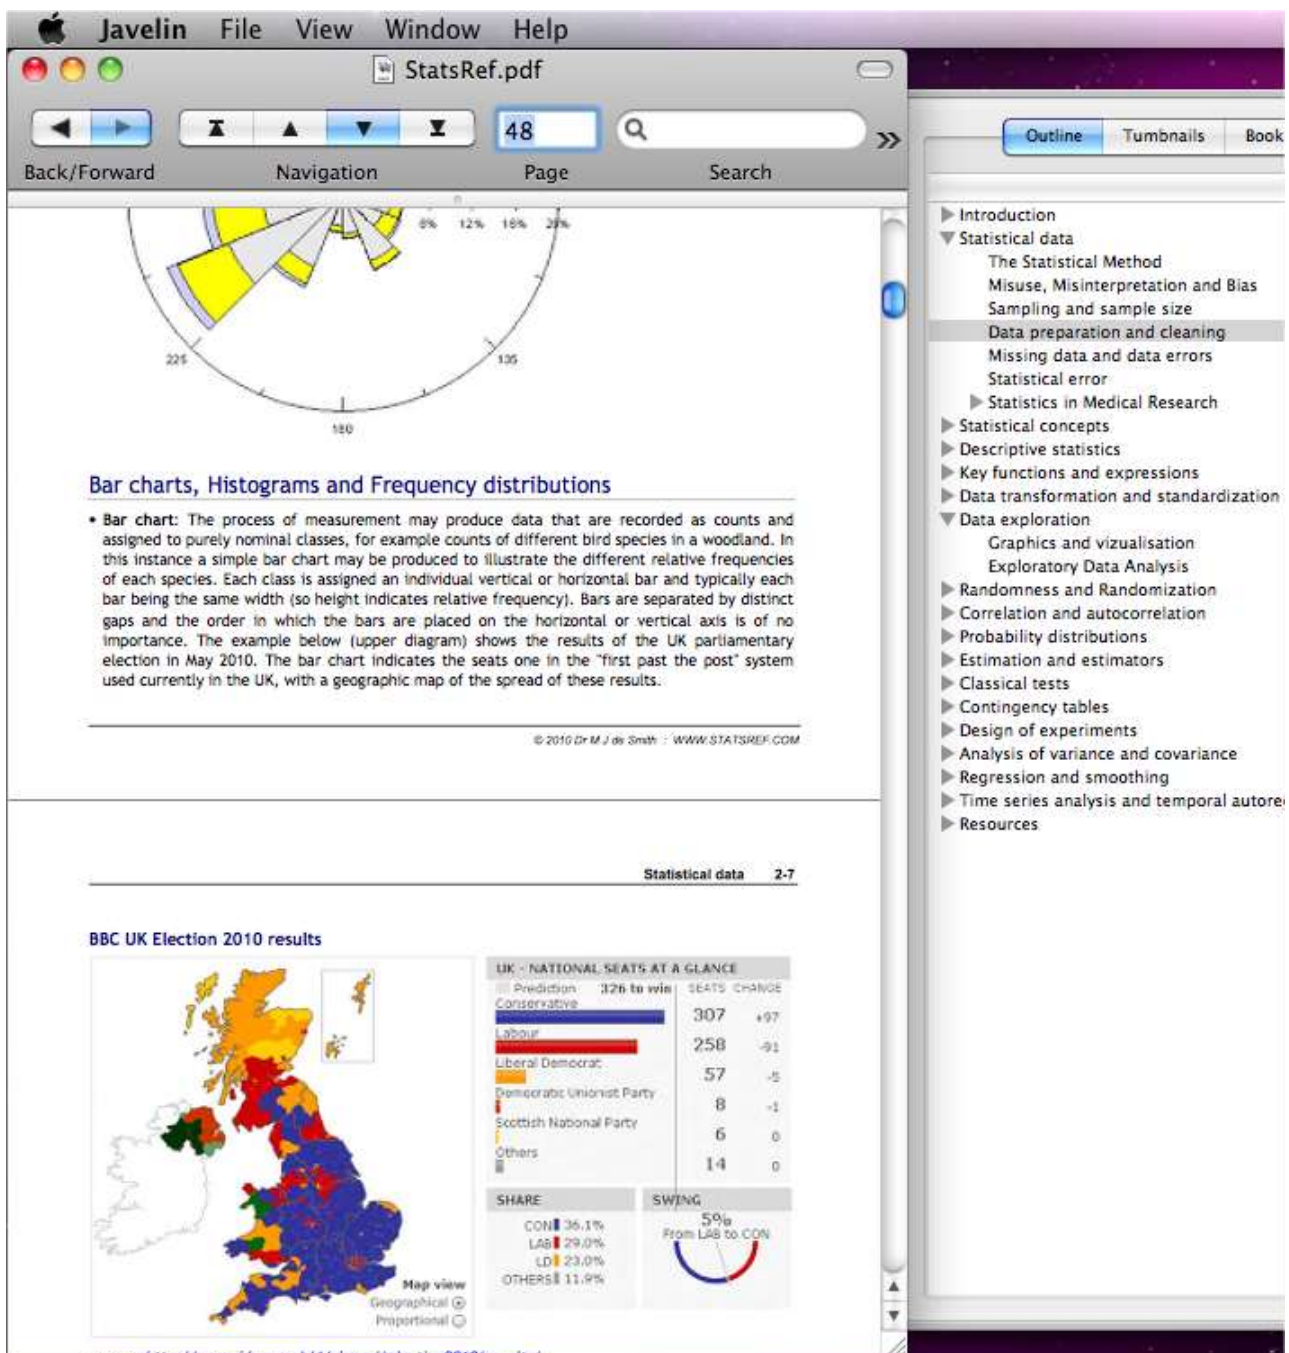 Javelin File View Window Help
StatsRef.pdf
48
Back/Forward Navigation Page Search
6% 12% 16%
225
135
180
Bar charts, Histograms and Frequency distributions
• Bar chart: The process of measurement may produce data that are recorded as counts and
assigned to purely nominal classes, for example counts of different bird species in a woodland. In
this instance a simple bar chart may be produced to illustrate the different relative frequencies
of each species. Each class is assigned an individual vertical or horizontal bar and typically each
bar being the same width (so height indicates relative frequency). Bars are separated by distinct
gaps and the order in which the bars are placed on the horizontal or vertical axis is of no
importance. The example below (upper diagram) shows the results of the UK parliamentary
election in May 2010. The bar chart indicates the seats one in the "first past the post" system
used currently in the UK, with a geographic map of the spread of these results.
© 2010 Dr M J de Smith : WWW.STATSREF.COM
Statistical data 2-7
BBC UK Election 2010 results
UK - NATIONAL SEATS AT A GLANCE
Prediction 326 to win SEATS CHANGE
Conservative
307 +97
Labour
258 -91
Liberal Democrat
57 -5
Democratic Unionist Party
8 -1
Scottish National Party
6 0
Others
14 0
SHARE
CON 36.1%
LAB 29.0%
LD 23.0%
OTHERS 11.9%
SWING
5%
From LAB to CON
Map view
Geographical
Proportional
Outline Tumbnails Book
Introduction
Statistical data
The Statistical Method
Misuse, Misinterpretation and Bias
Sampling and sample size
Data preparation and cleaning
Missing data and data errors
Statistical error
Statistics in Medical Research
Statistical concepts
Descriptive statistics
Key functions and expressions
Data transformation and standardization
Data exploration
Graphics and vizualisation
Exploratory Data Analysis
Randomness and Randomization
Correlation and autocorrelation
Probability distributions
Estimation and estimators
Classical tests
Contingency tables
Design of experiments
Analysis of variance and covariance
Regression and smoothing
Time series analysis and temporal autore
Resources